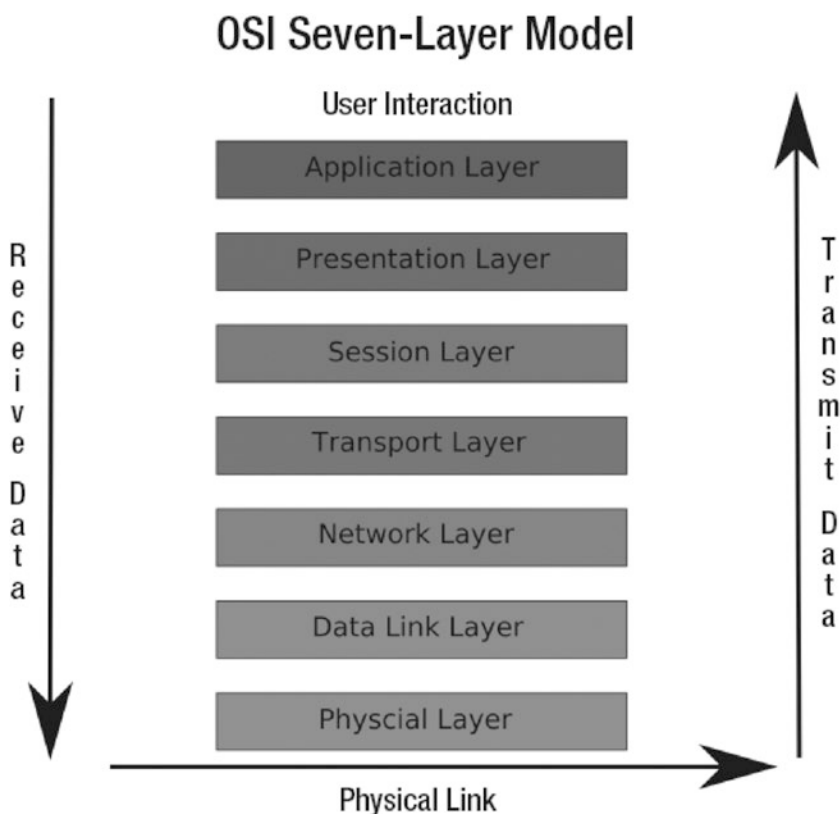 OSI Seven-Layer Model
User Interaction
Application Layer
Presentation Layer
Session Layer
Transport Layer
Network Layer
Data Link Layer
Physcial Layer
Physical Link
Receive Data
Transmit Data